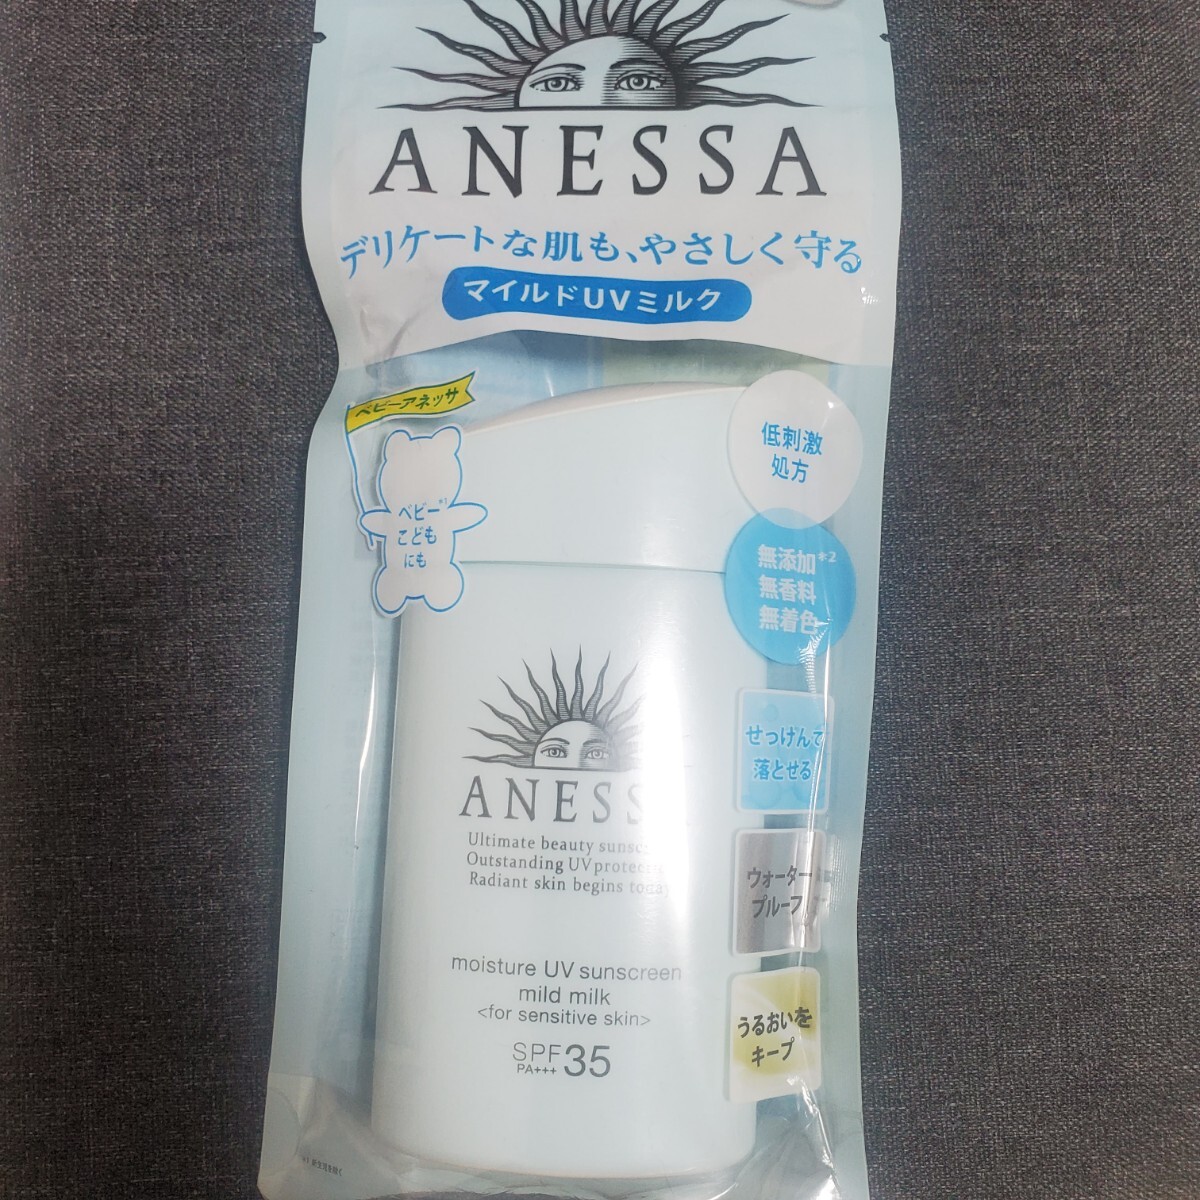 ANESSA
デリケートな肌も、やさしく守る
マイルドUVミルク
ベビーアネッサ
ベビー*1
こども
にも
低刺激
処方
無添加*2
無香料
無着色
ANESS
Ultimate beauty
Outstanding UV
Radiant skin begins
せっけんで
落とせる
ウォーター
プルーフ
moisture UV sunscreen
mild milk
<for sensitive skin>
SPF 35
PA+++
うるおいを
キープ